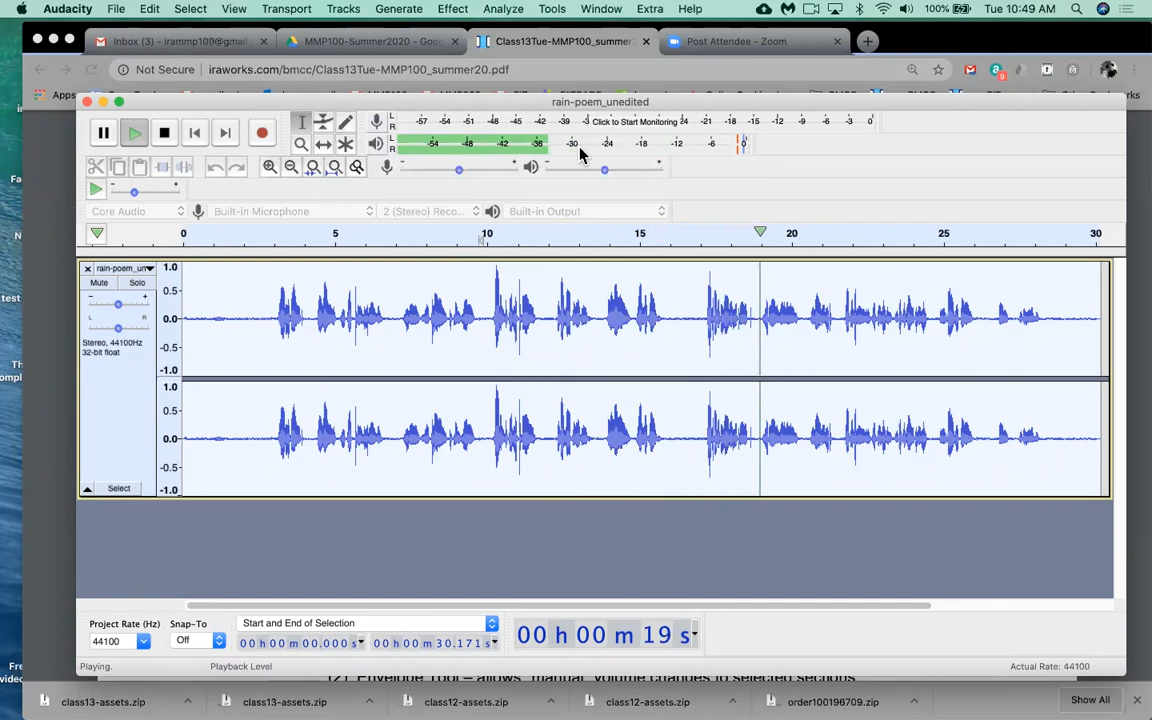 Audacity File Edit Select View Transport Tracks Generate Effect Analyze Tools Window Extra Help 100% Tue 10:49 AM
Inbox (3) - irammp100@gmail MMP100-Summer2020 - Goog Class13Tue-MMP100_summer Post Attendee - Zoom
Not Secure iraworks.com/bmcc/Class13Tue-MMP100_summer20.pdf
Apps
rain-poem_unedited
L R -57 -54 -51 -48 -45 -42 -39 -3 Click to Start Monitoring 24 -21 -18 -15 -12 -9 -6 -3 0
L R -54 -48 -42 -36 -30 -24 -18 -12 -6 0
Core Audio Built-in Microphone 2 (Stereo) Reco... Built-in Output
0 5 10 15 20 25 30
rain-poem_un
Mute Solo
L R
Stereo, 44100Hz
32-bit float
1.0
0.5
0.0
-0.5
-1.0
1.0
0.5
0.0
-0.5
-1.0
Select
Project Rate (Hz) Snap-To Start and End of Selection
44100 Off 00 h 00 m 00.000 s 00 h 00 m 30.171 s 00 h 00 m 19 s
Playing. Playback Level Actual Rate: 44100
(2) Envelope Tool – allows manual volume changes to selected sections
class13-assets.zip class13-assets.zip class12-assets.zip class12-assets.zip order100196709.zip Show All
test
Free